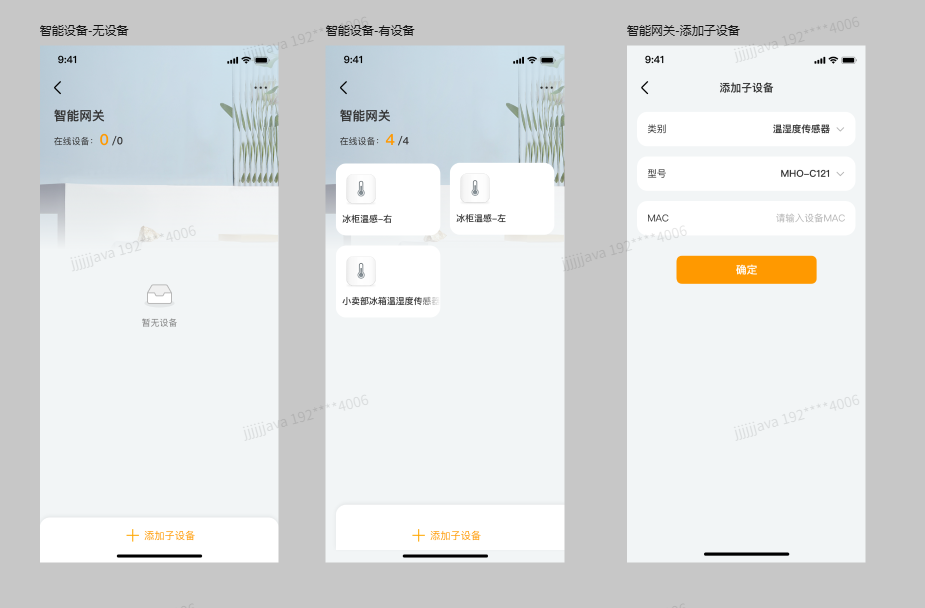 智能设备-无设备
9:41
智能网关
在线设备: 0 /0
暂无设备
添加子设备
智能设备-有设备
9:41
智能网关
在线设备: 4 /4
冰柜温感-右
冰柜温感-左
小卖部冰箱温湿度传感器
添加子设备
智能网关-添加子设备
9:41
添加子设备
类别 温湿度传感器
型号 MHO-C121
MAC 请输入设备MAC
确定
jjjjjjava 192****4006
jjjjjjava 192****4006
jjjjjjava 192****4006
jjjjjjava 192****4006
jjjjjjava 192****4006
jjjjjjava 192****4006